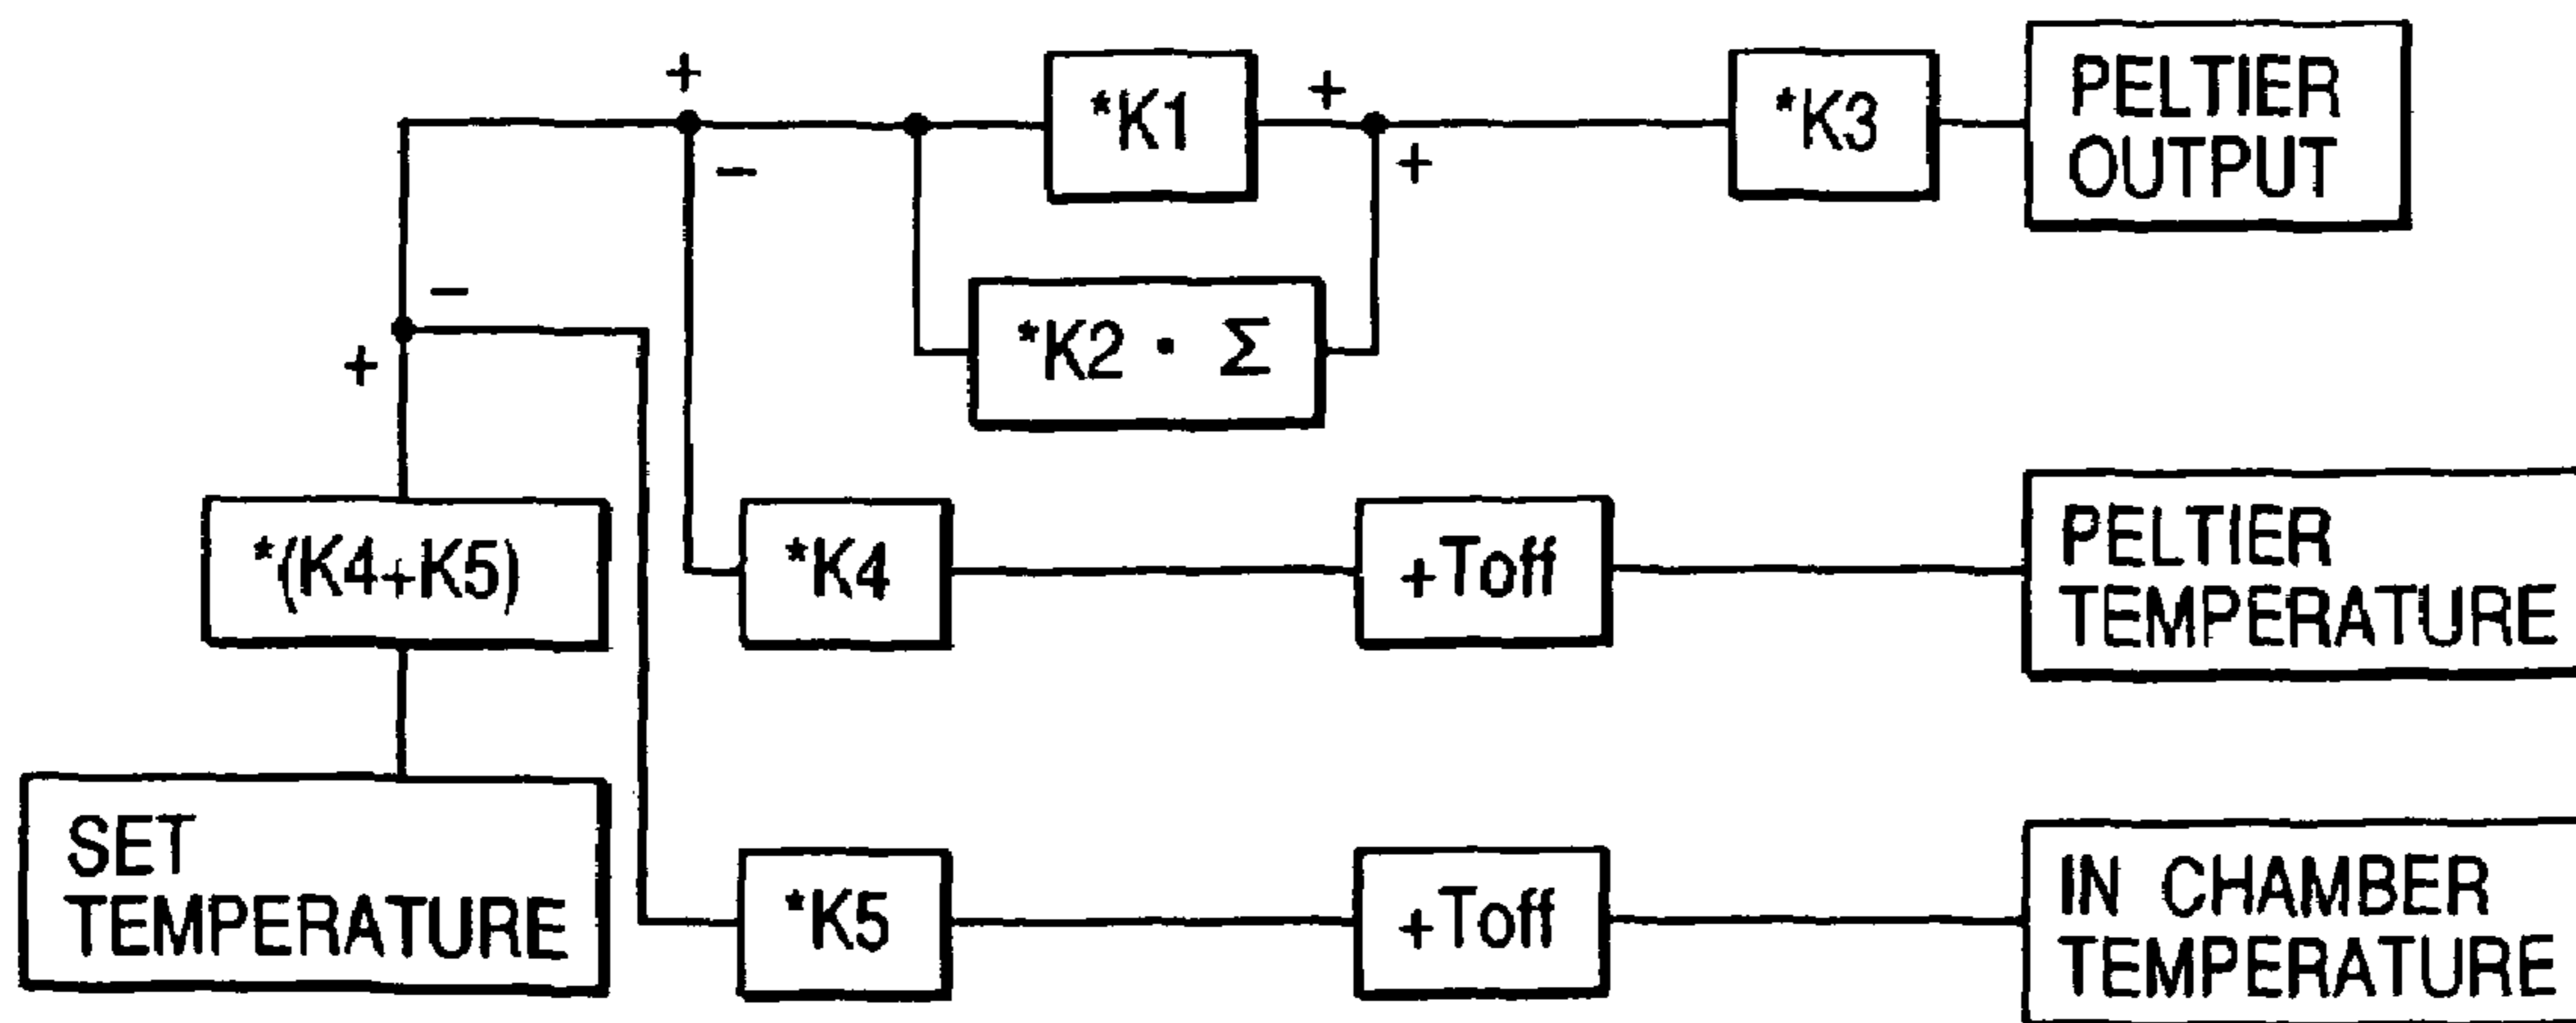 +
*K1
+
*K3
PELTIER
OUTPUT
−
+
−
*K2 · Σ
+
*(K4+K5)
*K4
+Toff
PELTIER
TEMPERATURE
SET
TEMPERATURE
*K5
+Toff
IN CHAMBER
TEMPERATURE